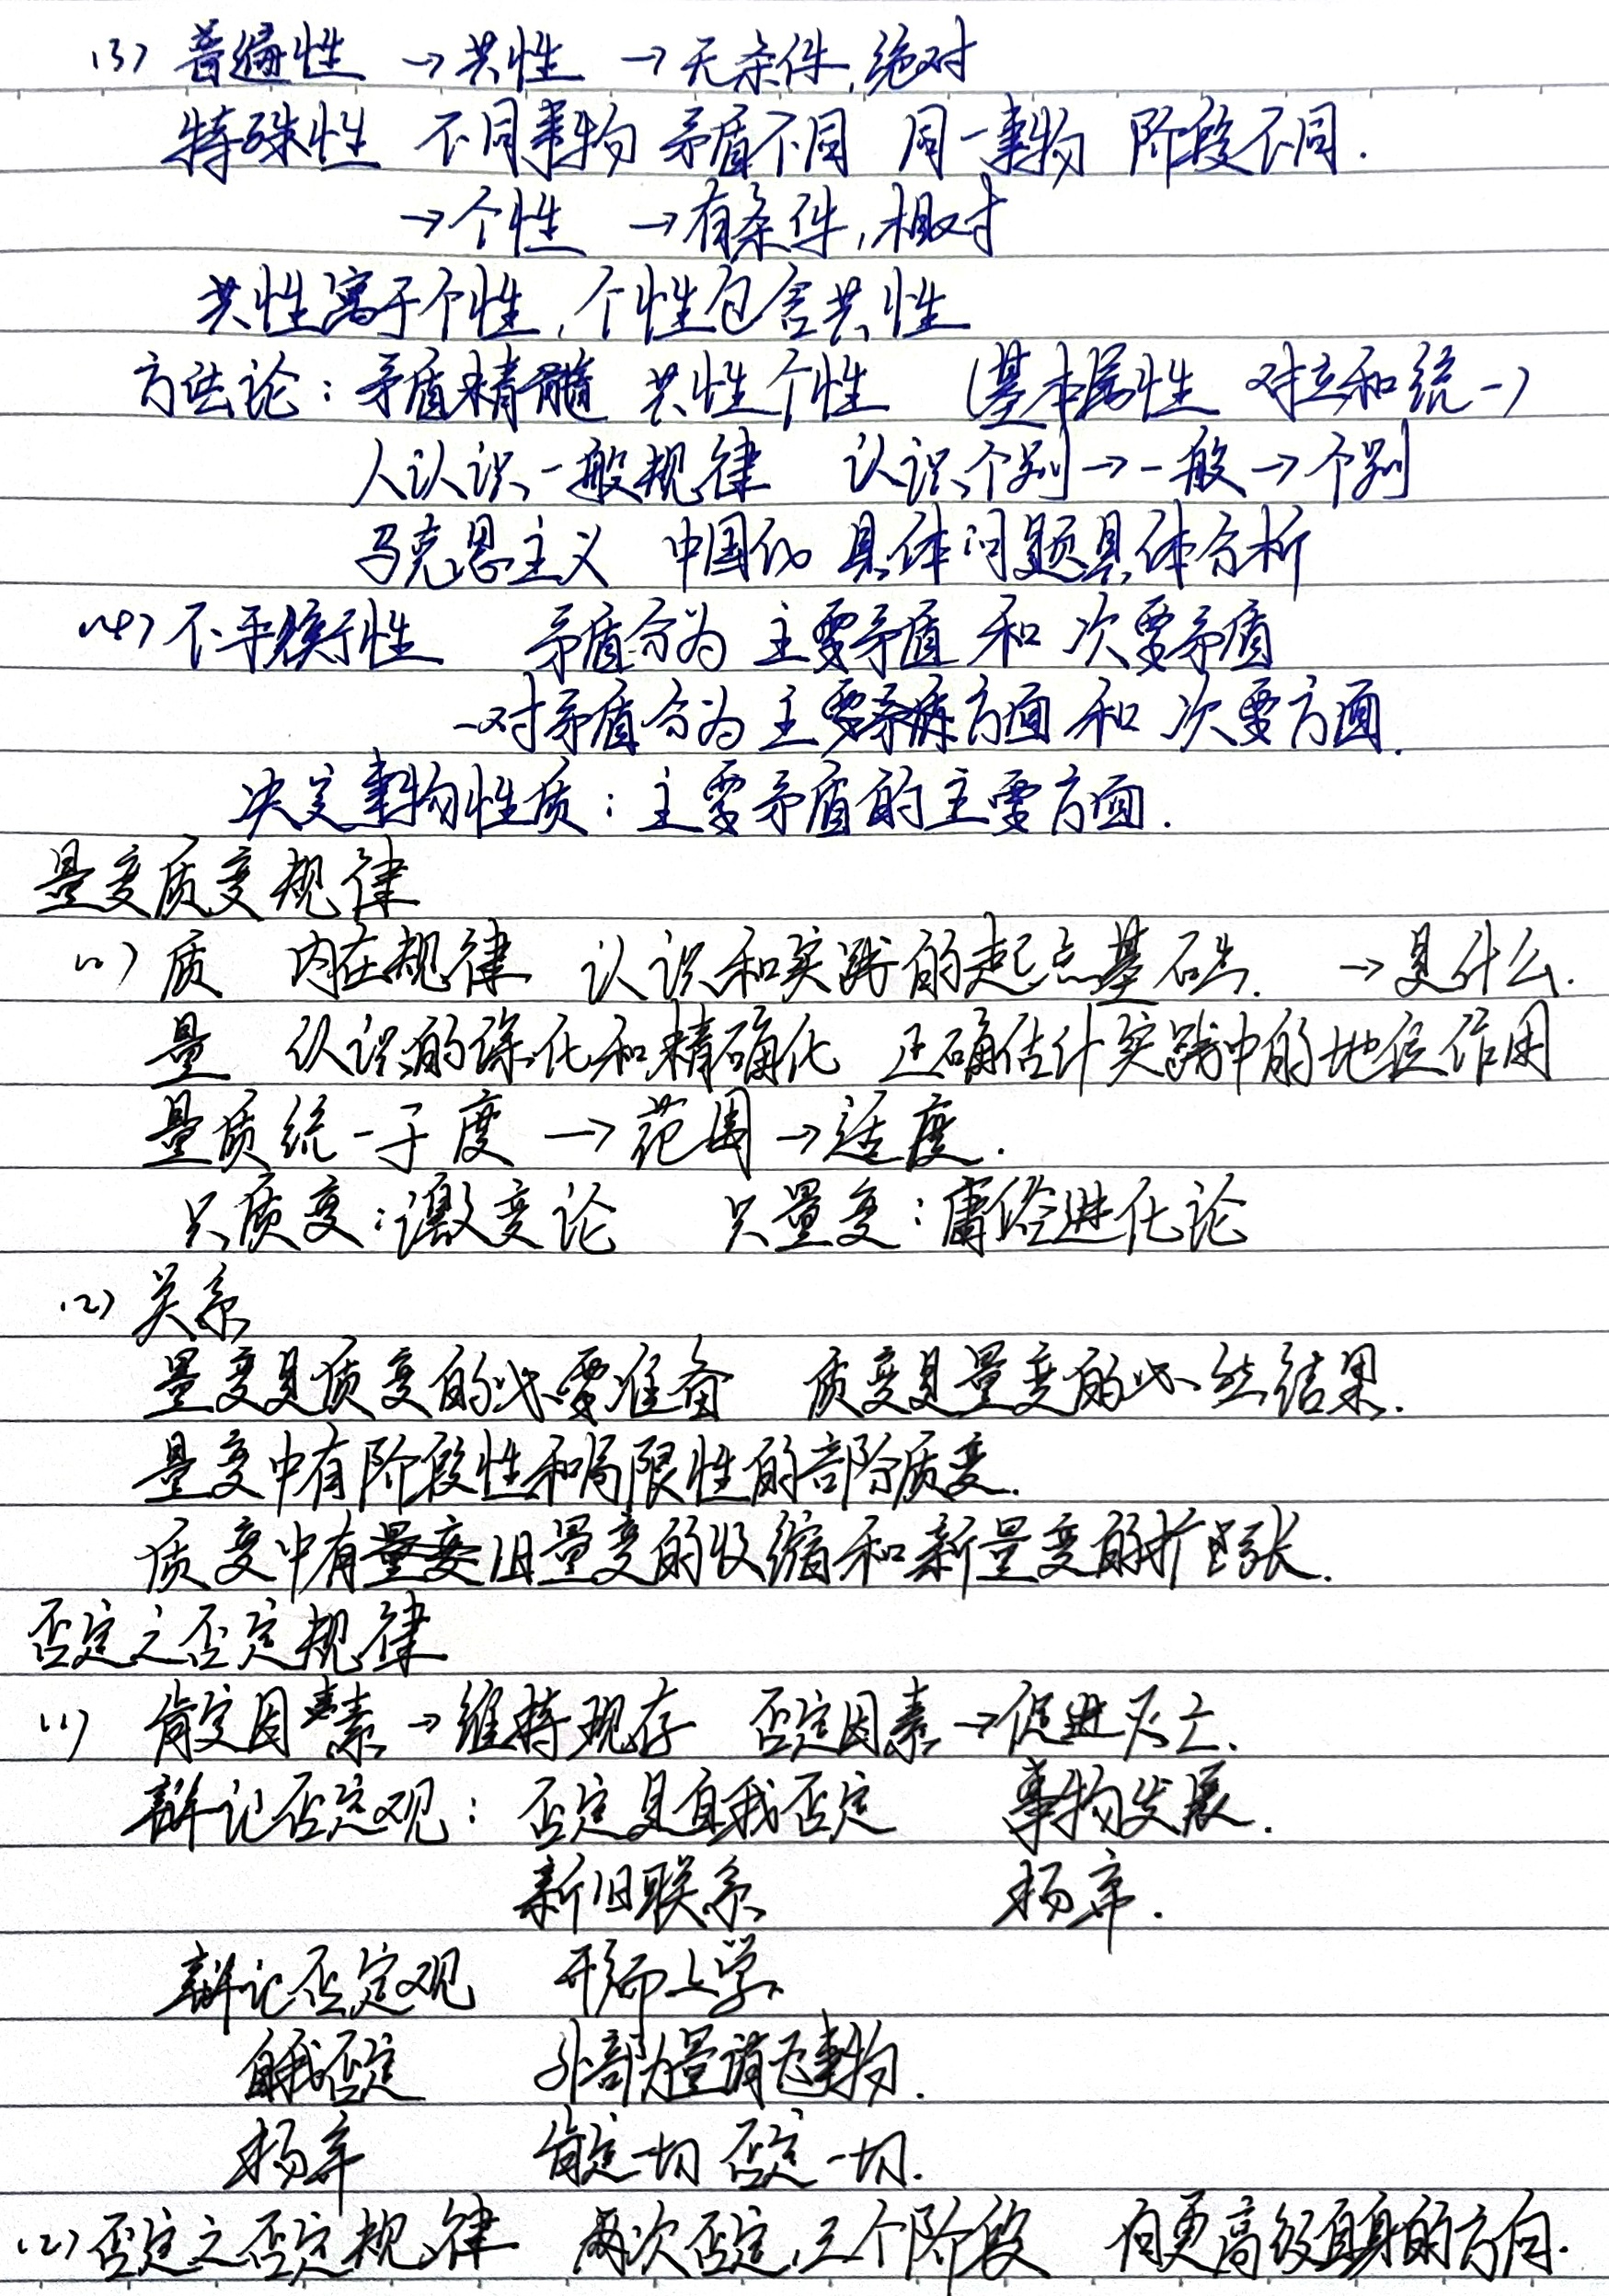 (3) 普遍性 →共性 →无条件,绝对
特殊性 不同事物 矛盾不同 同一事物 阶段不同.
→个性 →有条件,相对
共性寓于个性,个性包含共性
方法论:矛盾精髓 共性个性 (基本属性 对立和统一)
人认识一般规律 认识个别→一般→个别
马克思主义 中国化 具体问题具体分析
(4) 不平衡性 矛盾分为 主要矛盾 和 次要矛盾
一对矛盾分为 主要方面 和 次要方面.
决定事物性质:主要矛盾的主要方面.
量变质变规律
(1) 质 内在规律 认识和实践的起点基础. →是什么.
量 认识的深化和精确化 正确估计实践中的地位作用
量质统一于度 →范围→适度.
只质变:激变论 只量变:庸俗进化论
(2) 关系
量变是质变的必要准备 质变是量变的必然结果.
量变中有阶段性和局限性的部分质变.
质变中有量变旧量变的收缩和新量变的扩张.
否定之否定规律
(1) 肯定因素→维持现存 否定因素→促进灭亡.
辩记否定观:否定是自我否定 事物发展.
新旧联系 扬弃.
辩记否定观 形而上学
自我否定 外部力量消灭事物.
扬弃 肯定一切 否定一切.
(2) 否定之否定规律 两次否定,三个阶段 向更高级自身的方向.